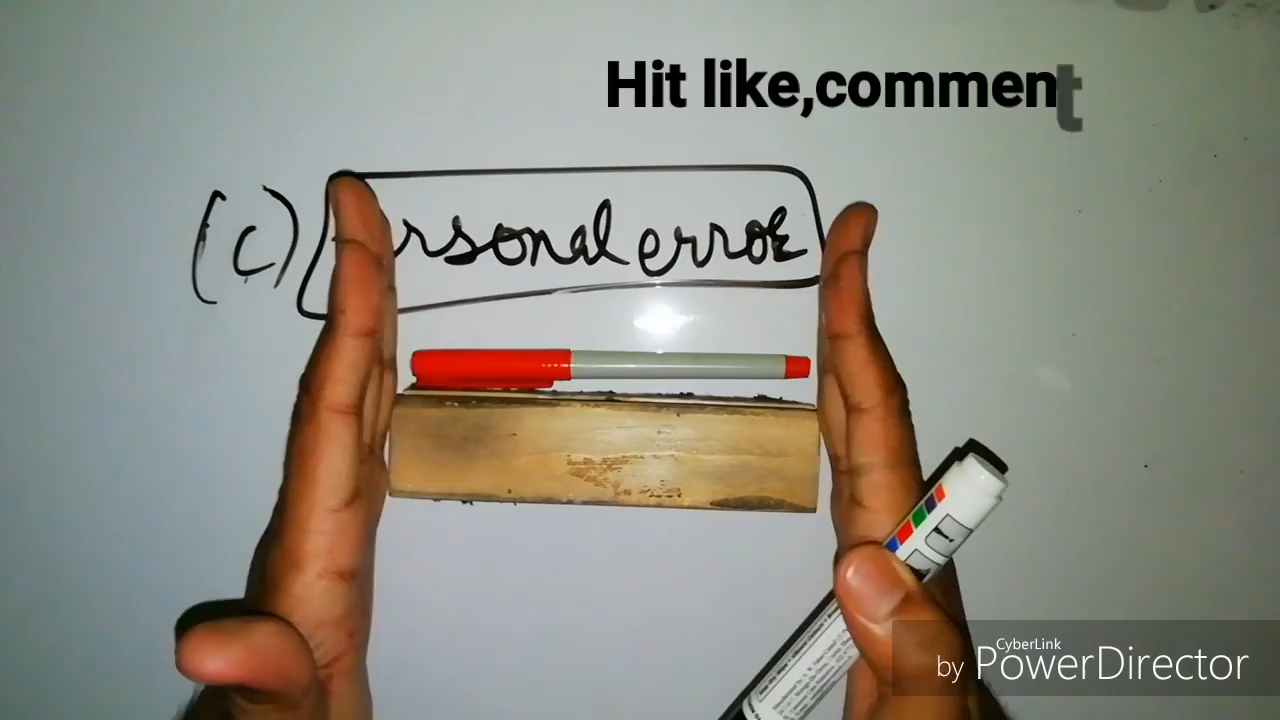 Hit like,comment
(c) rsonal error
CyberLink
by PowerDirector